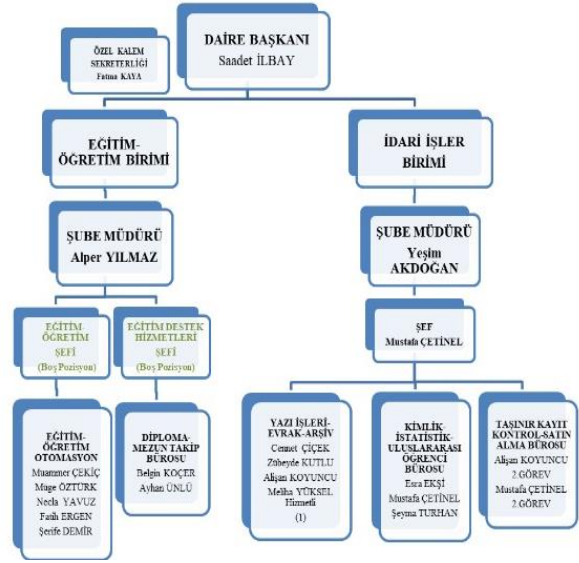 DAİRE BAŞKANI
Saadet İLBAY
ÖZEL KALEM
SEKRETERLİĞİ
Fatma KAYA
EĞİTİM-
ÖĞRETİM BİRİMİ
İDARİ İŞLER
BİRİMİ
ŞUBE MÜDÜRÜ
Alper YILMAZ
ŞUBE MÜDÜRÜ
Yeşim
AKDOĞAN
EĞİTİM-
ÖĞRETİM
ŞEFİ
(Boş Pozisyon)
EĞİTİM DESTEK
HİZMETLERİ
ŞEFİ
(Boş Pozisyon)
ŞEF
Mustafa ÇETİNEL
EĞİTİM-
ÖĞRETİM
OTOMASYON
Muammer ÇEKİÇ
Müge ÖZTÜRK
Necla YAVUZ
Fatih ERGEN
Şerife DEMİR
DİPLOMA-
MEZUN TAKİP
BÜROSU
Belgin KOÇER
Ayhan ÜNLÜ
YAZI İŞLERİ-
EVRAK-ARŞİV
Cennet ÇİÇEK
Zübeyde KUTLU
Alişan KOYUNCU
Meliha YÜKSEL
Hizmetli
(1)
KİMLİK-
İSTATİSTİK-
ULUSLARARASI
ÖĞRENCİ
BÜROSU
Esra EKŞİ
Mustafa ÇETİNEL
Şeyma TURHAN
TAŞINIR KAYIT
KONTROL-SATIN
ALMA BÜROSU
Alişan KOYUNCU
2.GÖREV
Mustafa ÇETİNEL
2.GÖREV